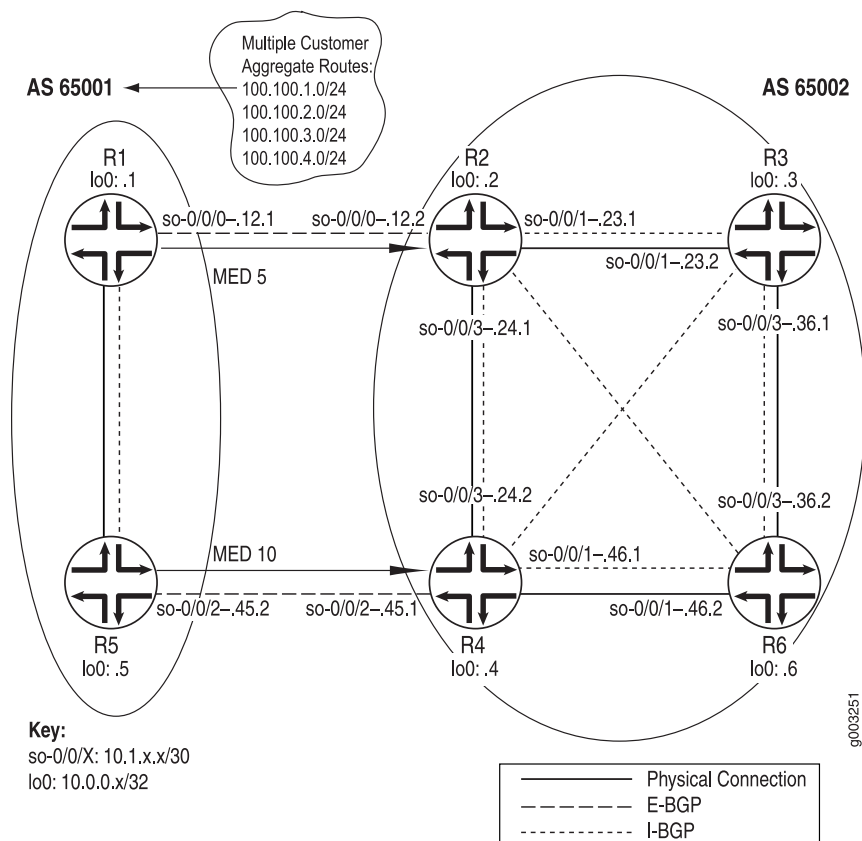 Multiple Customer
Aggregate Routes:
100.100.1.0/24
100.100.2.0/24
100.100.3.0/24
100.100.4.0/24
AS 65001
AS 65002
R1
lo0: .1
R2
lo0: .2
R3
lo0: .3
so-0/0/0–.12.1
so-0/0/0–.12.2
so-0/0/1–.23.1
so-0/0/1–.23.2
MED 5
so-0/0/3–.24.1
so-0/0/3–.36.1
so-0/0/3–.24.2
so-0/0/3–.36.2
MED 10
so-0/0/1–.46.1
so-0/0/2–.45.2
so-0/0/2–.45.1
so-0/0/1–.46.2
R5
lo0: .5
R4
lo0: .4
R6
lo0: .6
Key:
so-0/0/X: 10.1.x.x/30
lo0: 10.0.0.x/32
g003251
Physical Connection
E-BGP
I-BGP